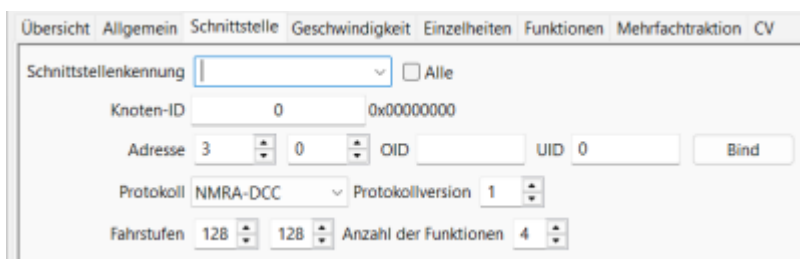 Übersicht Allgemein Schnittstelle Geschwindigkeit Einzelheiten Funktionen Mehrfachtraktion CV
Schnittstellenkennung Alle
Knoten-ID 0 0x00000000
Adresse 3 0 OID UID 0 Bind
Protokoll NMRA-DCC Protokollversion 1
Fahrstufen 128 128 Anzahl der Funktionen 4